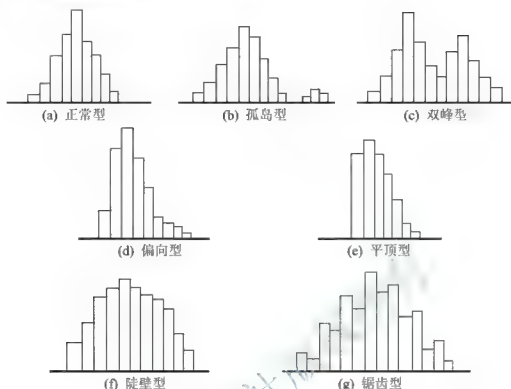 (a) 正常型
(b) 孤岛型
(c) 双峰型
(d) 偏向型
(e) 平顶型
(f) 陡壁型
(g) 锯齿型